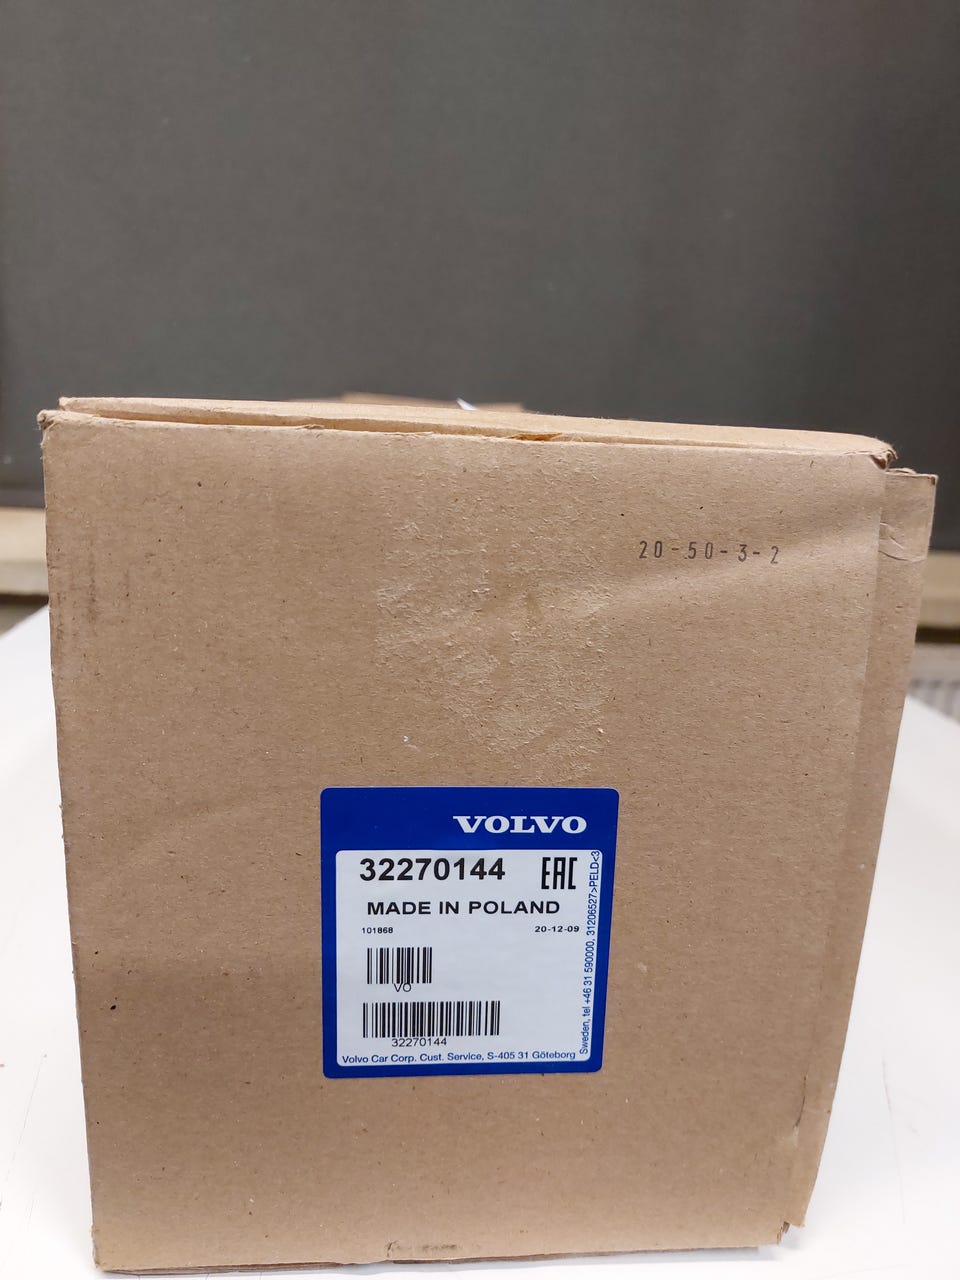 20-50-3-2
VOLVO
32270144 EAC
MADE IN POLAND
101868 20-12-09
VO
32270144
Volvo Car Corp. Cust. Service, S-405 31 Göteborg
Sweden, tel +46 31 590000, 31206527>PELD<3